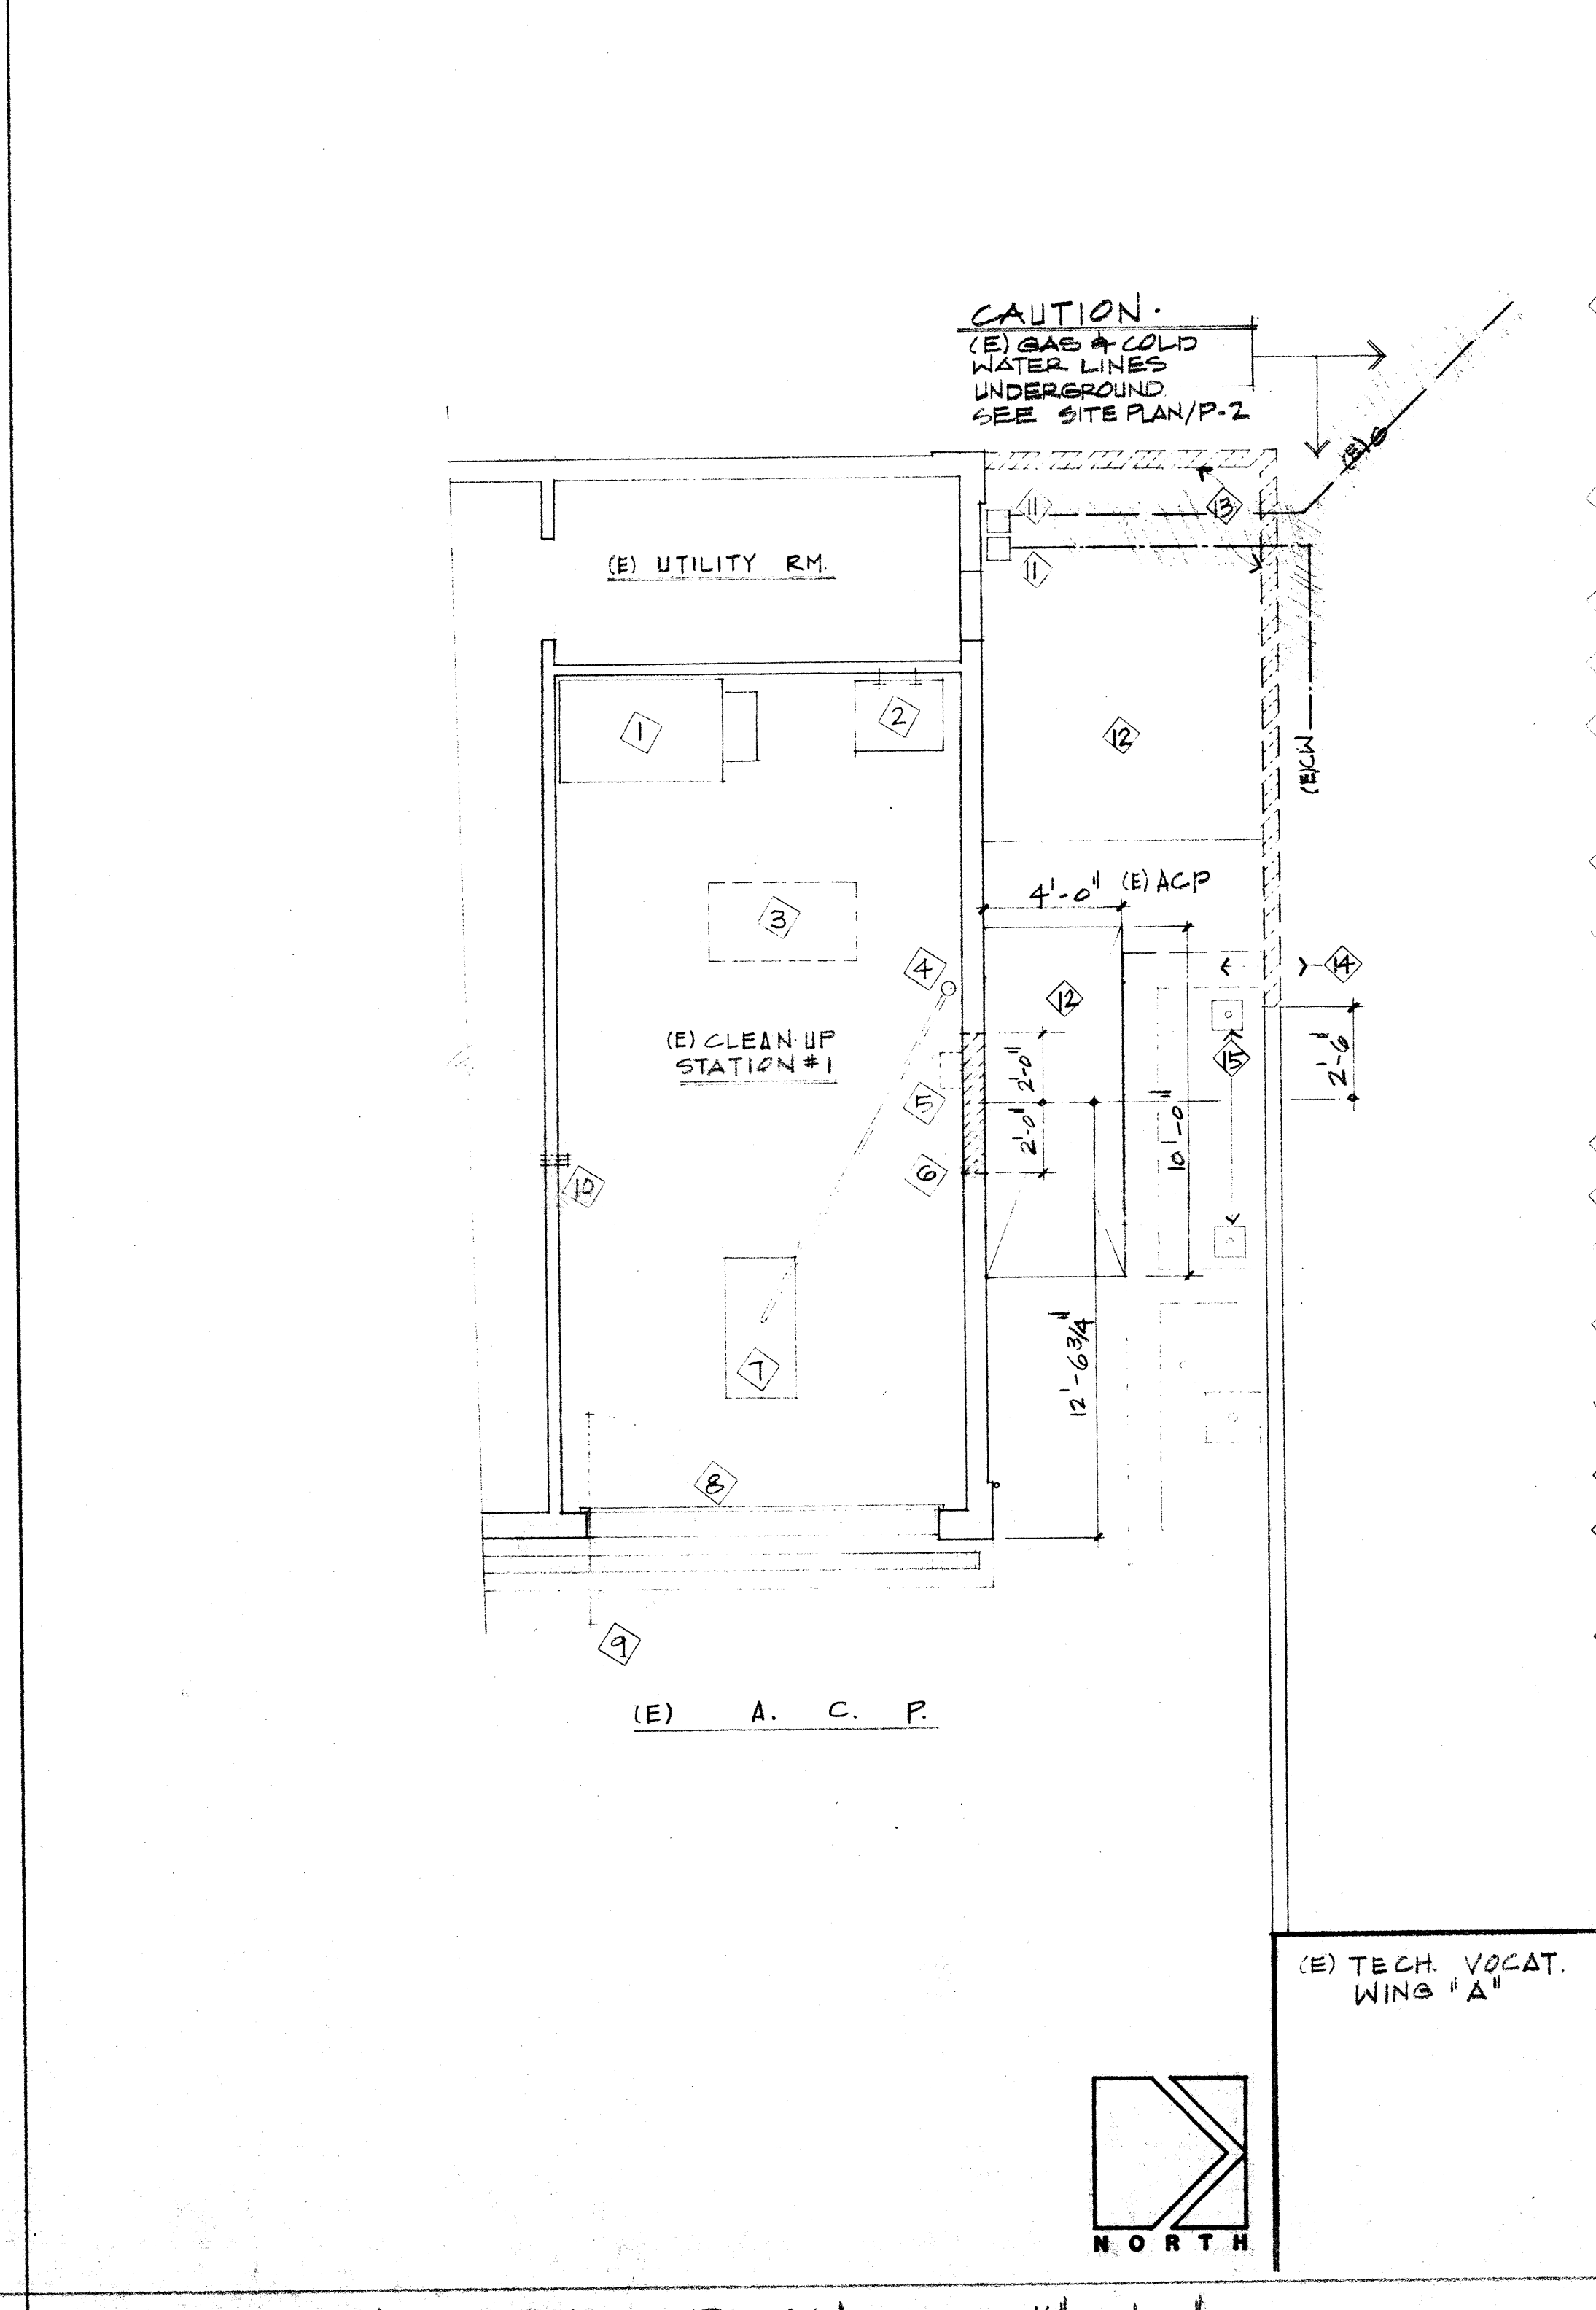 CAUTION.
(E) GAS & COLD
WATER LINES
UNDERGROUND
SEE SITE PLAN/P-2
(E) G
11
13
(E) UTILITY RM.
11
1
2
12
(E)CW
4'-0" (E) ACP
3
4
14
12
(E) CLEAN-UP
STATION #1
2'-0"
15
2'-6"
5
2'-0"
10'-0"
6
10
12'-6 3/4"
7
8
9
(E) A. C. P.
(E) TECH. VOCAT.
WING "A"
NORTH